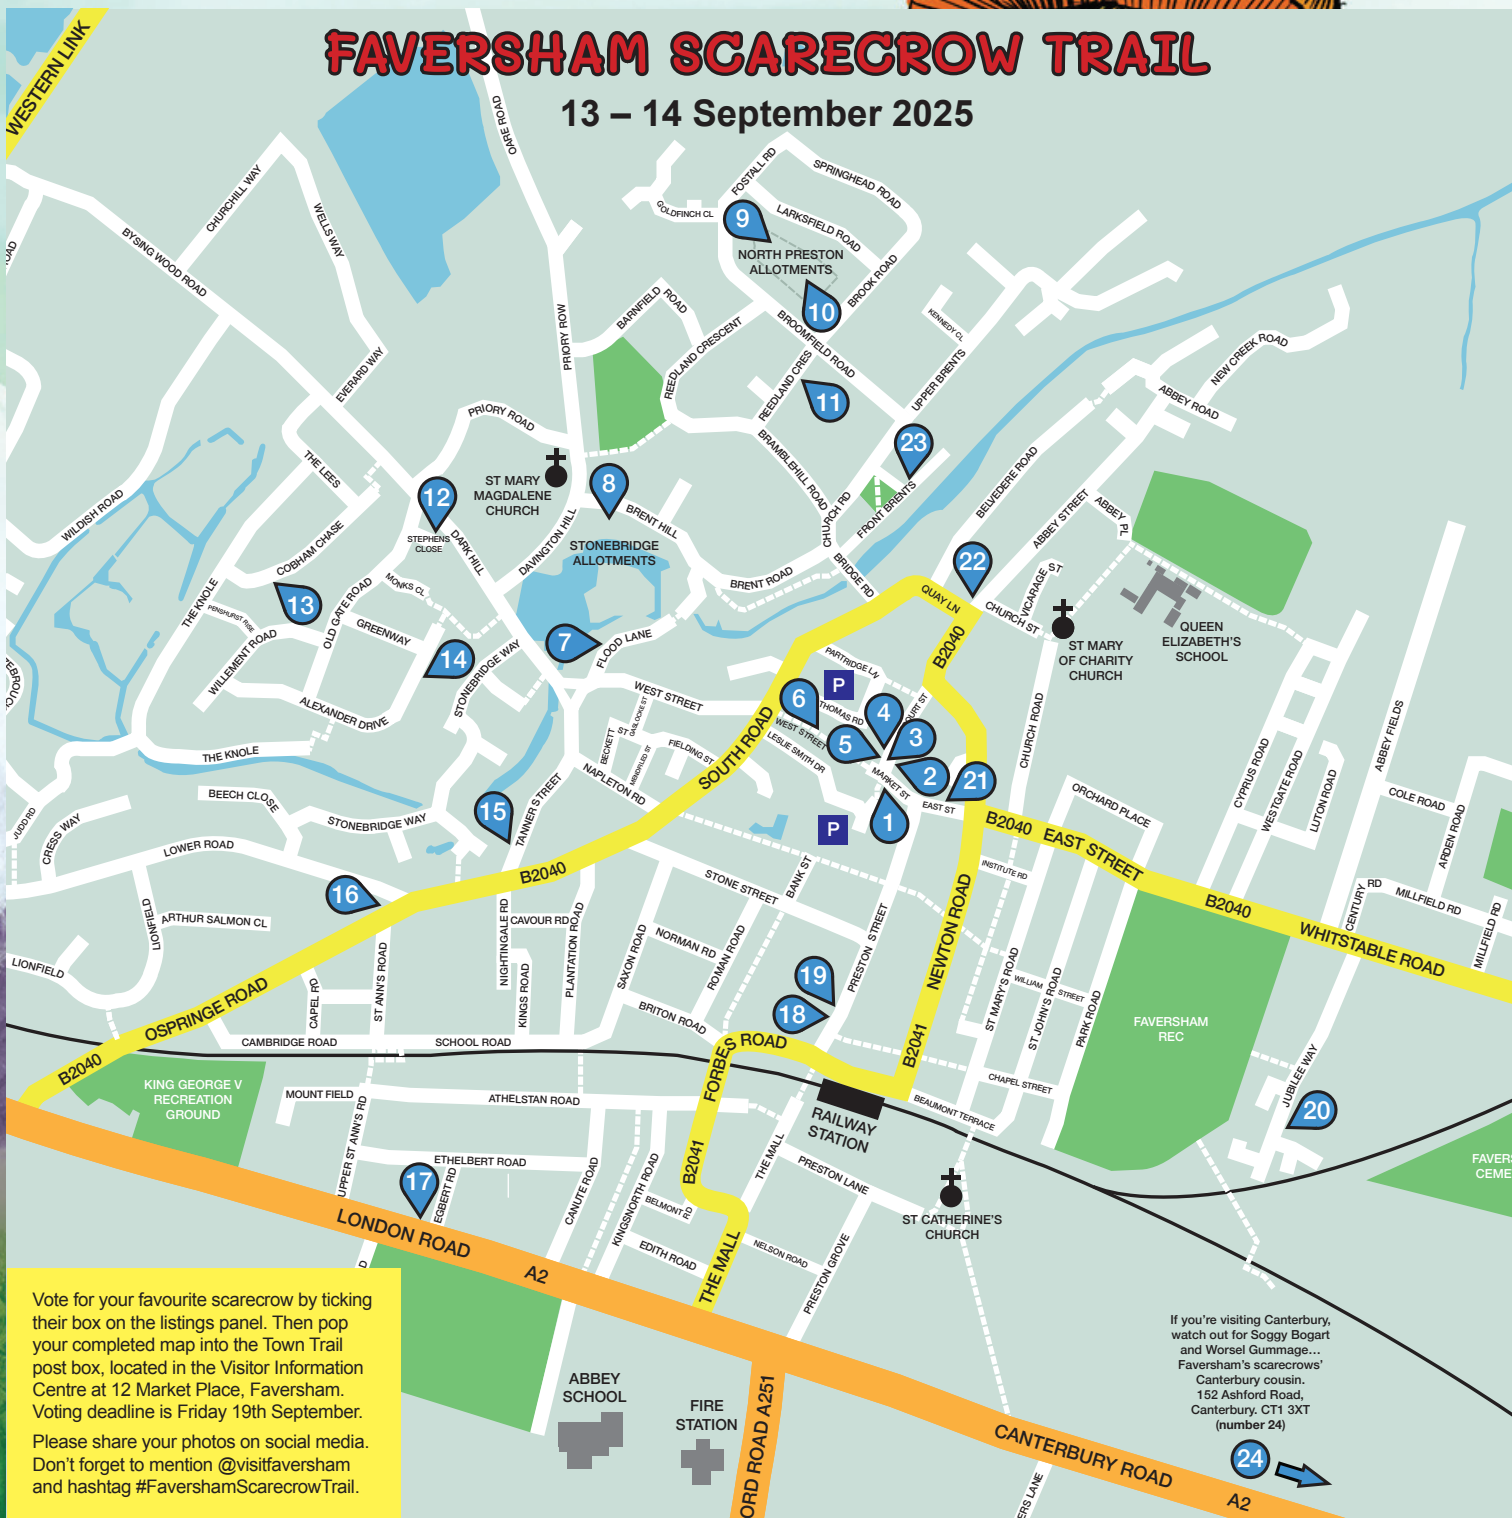 FAVERSHAM SCARECROW TRAIL
13 – 14 September 2025
WESTERN LINK
OARE ROAD
CHURCHILL WAY
WELLS WAY
BYSING WOOD ROAD
EVERARD WAY
FOSTALL RD
SPRINGHEAD ROAD
GOLDFINCH CL
LARKSFIELD ROAD
9
NORTH PRESTON
ALLOTMENTS
BROOK ROAD
10
BARNFIELD ROAD
PRIORY ROW
REEDLAND CRESCENT
BROOMFIELD ROAD
KENNEDY CL
REEDLAND CRES
UPPER BRENTS
11
NEW CREEK ROAD
ABBEY ROAD
PRIORY ROAD
THE LEES
ST MARY
MAGDALENE
CHURCH
12
STEPHENS
CLOSE
8
BRENT HILL
BRAMBLEHILL ROAD
23
FRONT BRENTS
CHURCH RD
BELVEDERE ROAD
ABBEY STREET
ABBEY PL
WILDISH ROAD
COBHAM CHASE
DARK HILL
DAVINGTON HILL
STONEBRIDGE
ALLOTMENTS
BRENT ROAD
BRIDGE RD
22
QUAY LN
VICARAGE ST
CHURCH ST
THE KNOLE
13
MONKS CL
OLD GATE ROAD
PENSHURST RISE
WILLEMENT ROAD
GREENWAY
14
7
FLOOD LANE
STONEBRIDGE WAY
B2040
ST MARY
OF CHARITY
CHURCH
QUEEN
ELIZABETH'S
SCHOOL
ALEXANDER DRIVE
WEST STREET
PARTRIDGE LN
P
6
THOMAS RD
4
5
3
2
21
WEST STREET
LESLIE SMITH DR
MARKET ST
EAST ST
1
P
THE KNOLE
BECKETT ST
GASLOCKE ST
FIELDING ST
NAPLETON RD
SOUTH ROAD
CHURCH ROAD
ORCHARD PLACE
CYPRUS ROAD
WESTGATE ROAD
LUTON ROAD
ABBEY FIELDS
COLE ROAD
ARDEN ROAD
BEECH CLOSE
STONEBRIDGE WAY
15
TANNER STREET
JUDD RD
CRESS WAY
LOWER ROAD
16
B2040
B2040 EAST STREET
B2040
WHITSTABLE ROAD
CENTURY RD
MILLFIELD RD
MILLFIELD RD
LIONFIELD
ARTHUR SALMON CL
LIONFIELD
STONE STREET
BANK ST
INSTITUTE RD
NEWTON ROAD
PRESTON STREET
NIGHTINGALE RD
CAVOUR RD
PLANTATION ROAD
KINGS ROAD
SAXON ROAD
NORMAN RD
ROMAN ROAD
BRITON ROAD
19
18
ST MARY'S ROAD
WILLIAM STREET
ST JOHN'S ROAD
PARK ROAD
FAVERSHAM
REC
OSPRINGE ROAD
CAPEL RD
ST ANN'S ROAD
CAMBRIDGE ROAD
SCHOOL ROAD
FORBES ROAD
B2041
B2040
KING GEORGE V
RECREATION
GROUND
MOUNT FIELD
ATHELSTAN ROAD
UPPER ST ANN'S RD
ETHELBERT ROAD
17
EGBERT RD
CANUTE ROAD
KINGSNORTH ROAD
BELMONT RD
EDITH ROAD
B2041
THE MALL
THE MALL
RAILWAY
STATION
CHAPEL STREET
BEAUMONT TERRACE
PRESTON LANE
PRESTON GROVE
NELSON ROAD
ST CATHERINE'S
CHURCH
JUBILEE WAY
20
FAVERS
CEME
LONDON ROAD
A2
Vote for your favourite scarecrow by ticking
their box on the listings panel. Then pop
your completed map into the Town Trail
post box, located in the Visitor Information
Centre at 12 Market Place, Faversham.
Voting deadline is Friday 19th September.
Please share your photos on social media.
Don't forget to mention @visitfaversham
and hashtag #FavershamScarecrowTrail.
ABBEY
SCHOOL
FIRE
STATION
ORD ROAD A251
CANTERBURY ROAD
A2
ERS LANE
If you're visiting Canterbury,
watch out for Soggy Bogart
and Worsel Gummage…
Faversham's scarecrows'
Canterbury cousin.
152 Ashford Road,
Canterbury. CT1 3XT
(number 24)
24